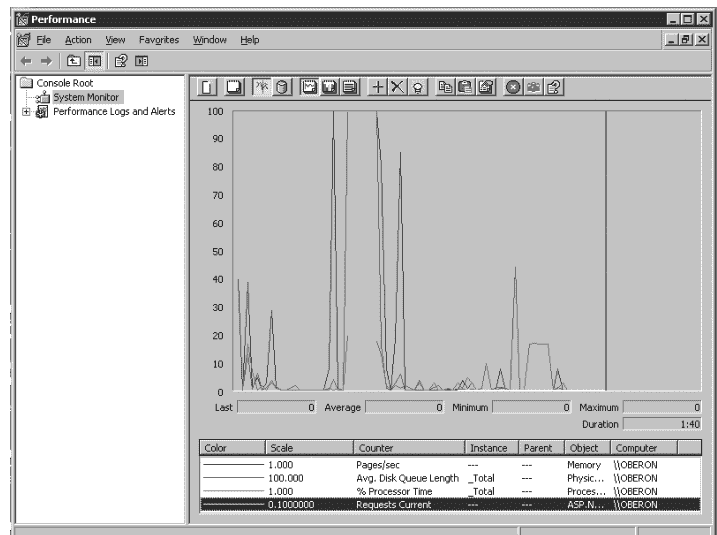 Performance
File Action View Favorites Window Help
Console Root
System Monitor
Performance Logs and Alerts
100
90
80
70
60
50
40
30
20
10
0
Last 0 Average 0 Minimum 0 Maximum 0
Duration 1:40
Color Scale Counter Instance Parent Object Computer
1.000 Pages/sec --- --- Memory \\OBERON
100.000 Avg. Disk Queue Length _Total --- Physic... \\OBERON
1.000 % Processor Time _Total --- Proces... \\OBERON
0.1000000 Requests Current --- --- ASP.N... \\OBERON